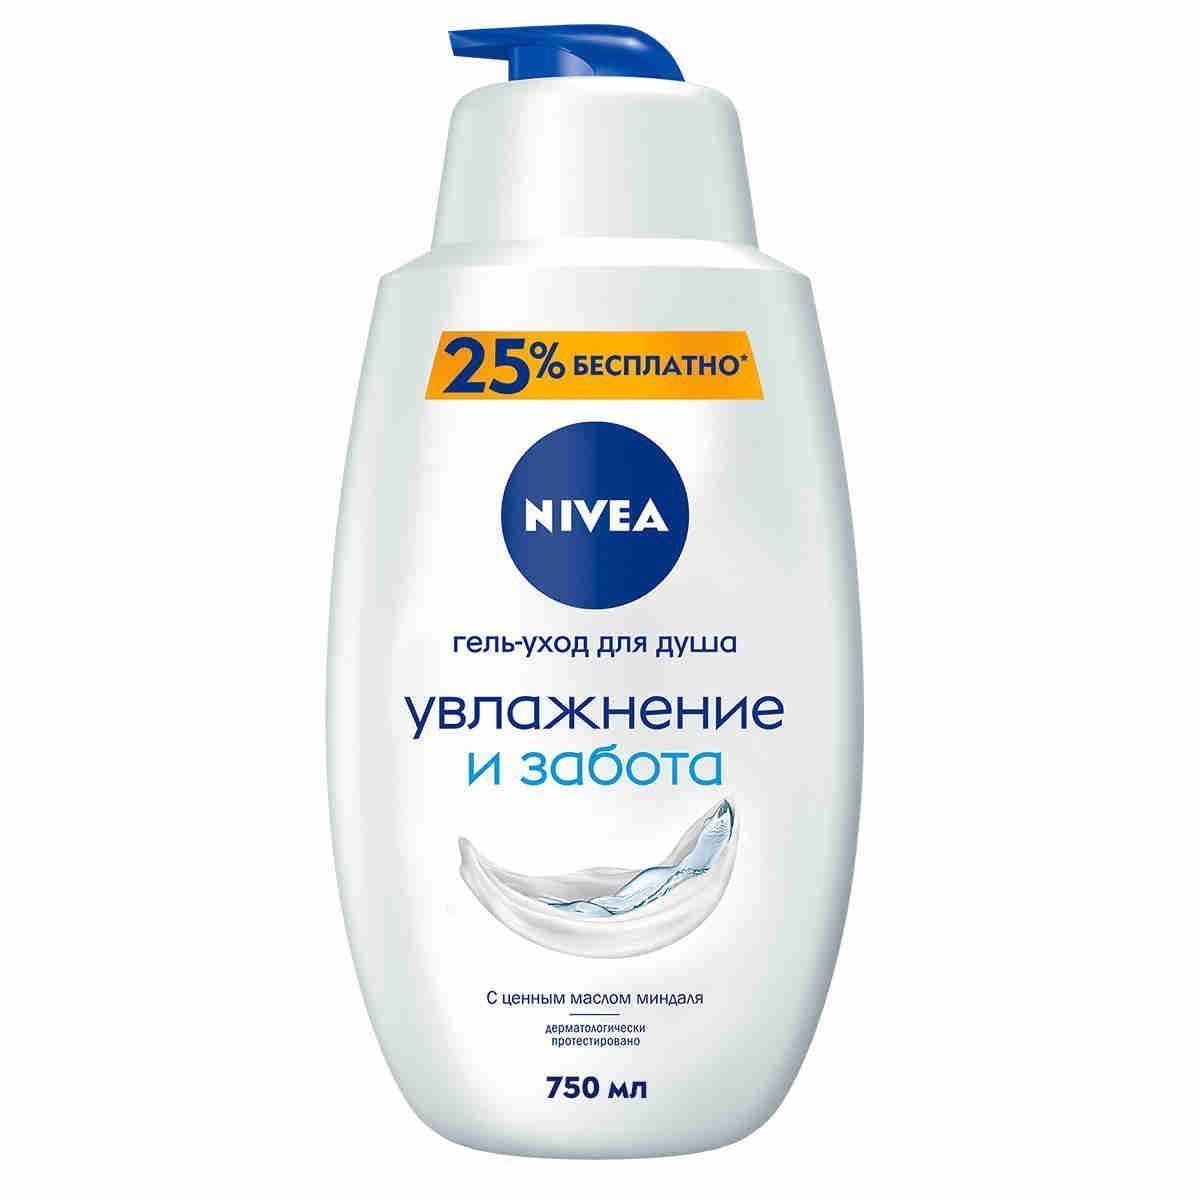 25% БЕСПЛАТНО*
NIVEA
гель-уход для душа
увлажнение
и забота
С ценным маслом миндаля
дерматологически
протестировано
750 мл